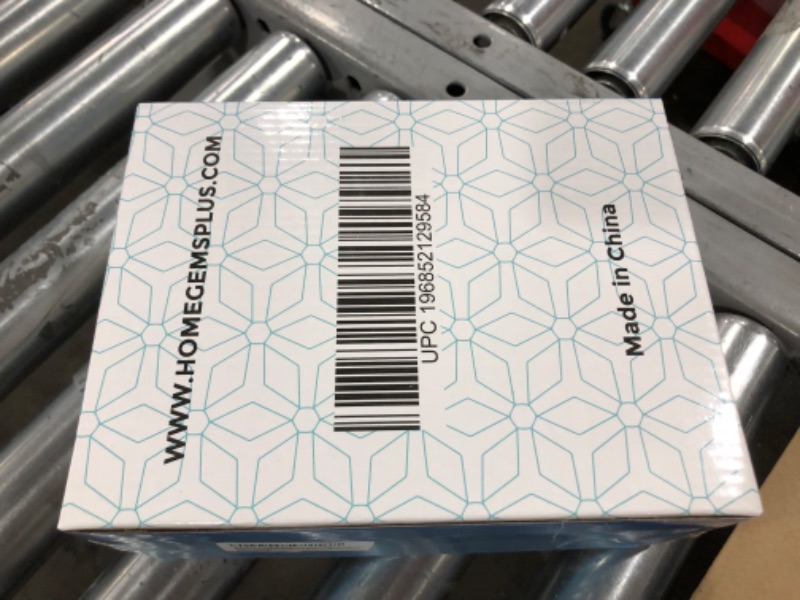 WWW.HOMEGEMSPLUS.COM
UPC 196852129584
Made in China